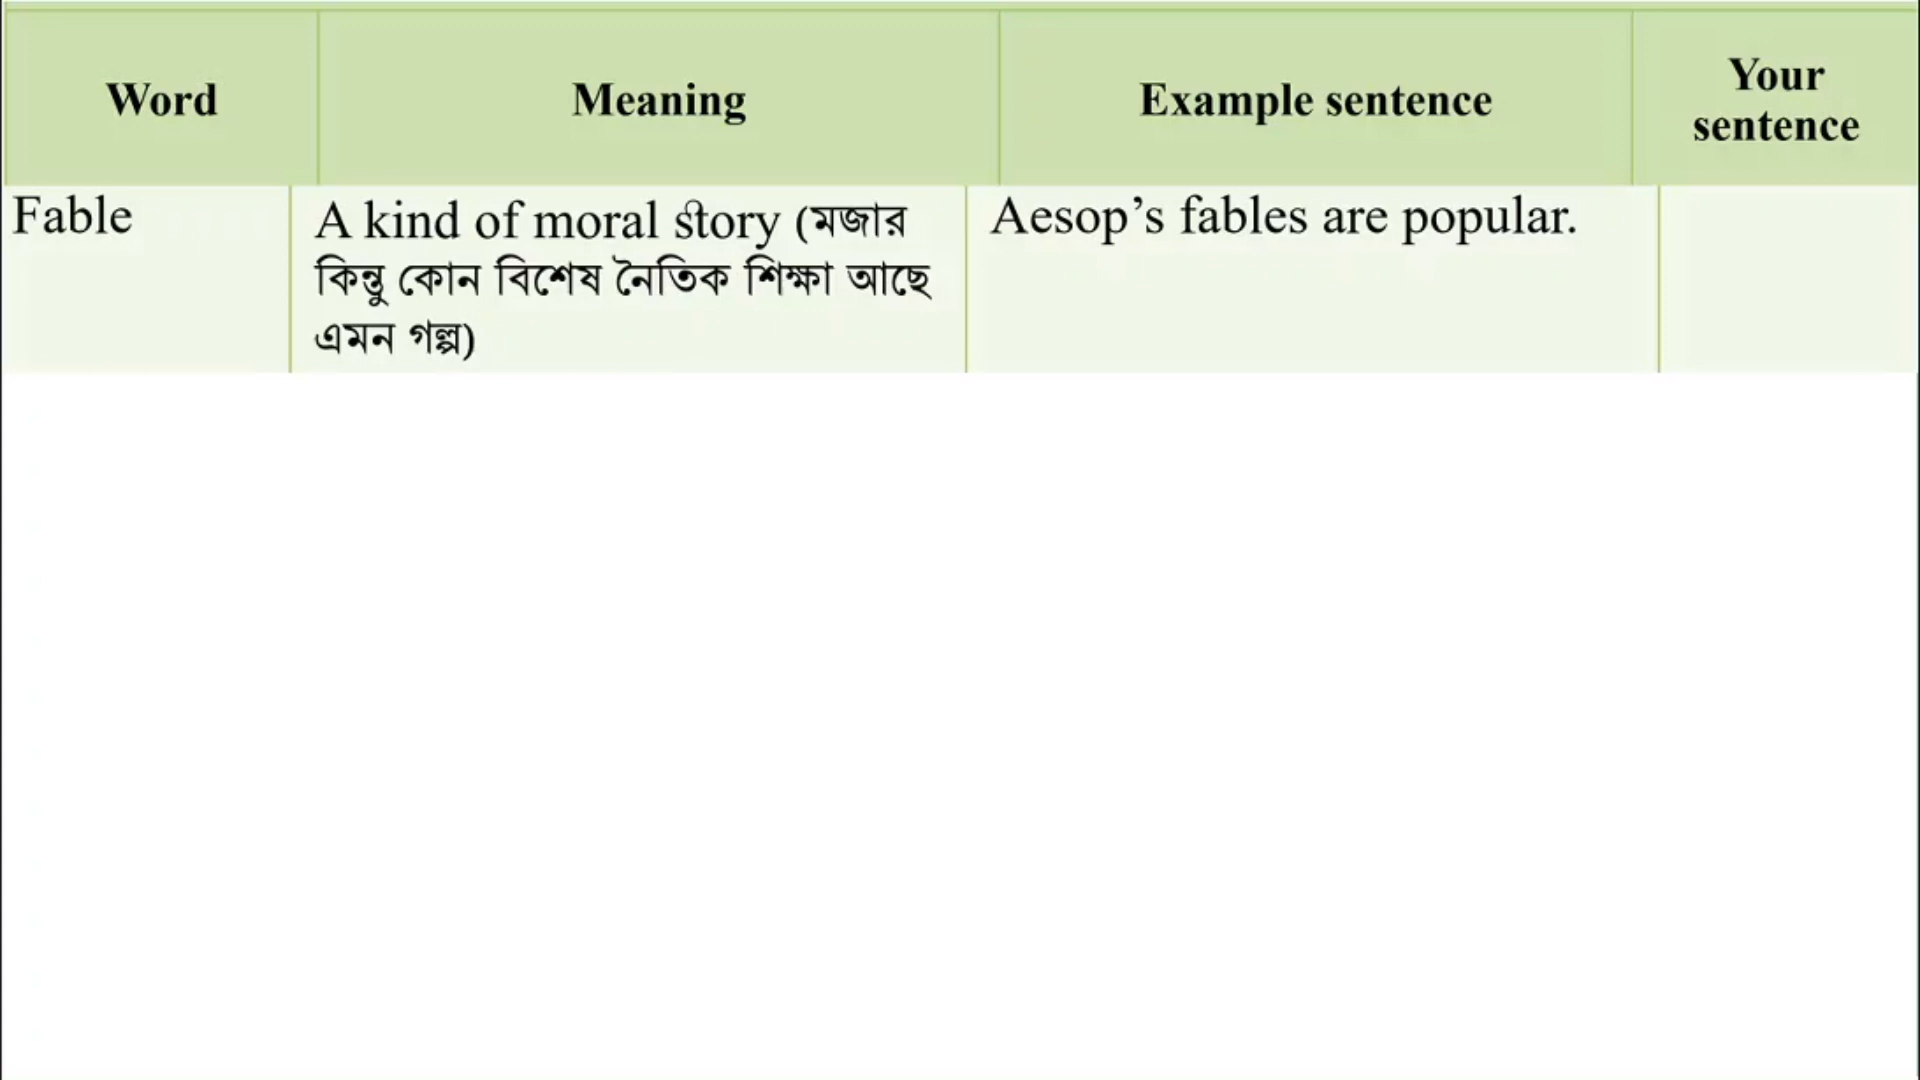 Word
Meaning
Example sentence
Your
sentence
Fable
A kind of moral story (মজার
কিন্তু কোন বিশেষ নৈতিক শিক্ষা আছে
এমন গল্প)
Aesop’s fables are popular.